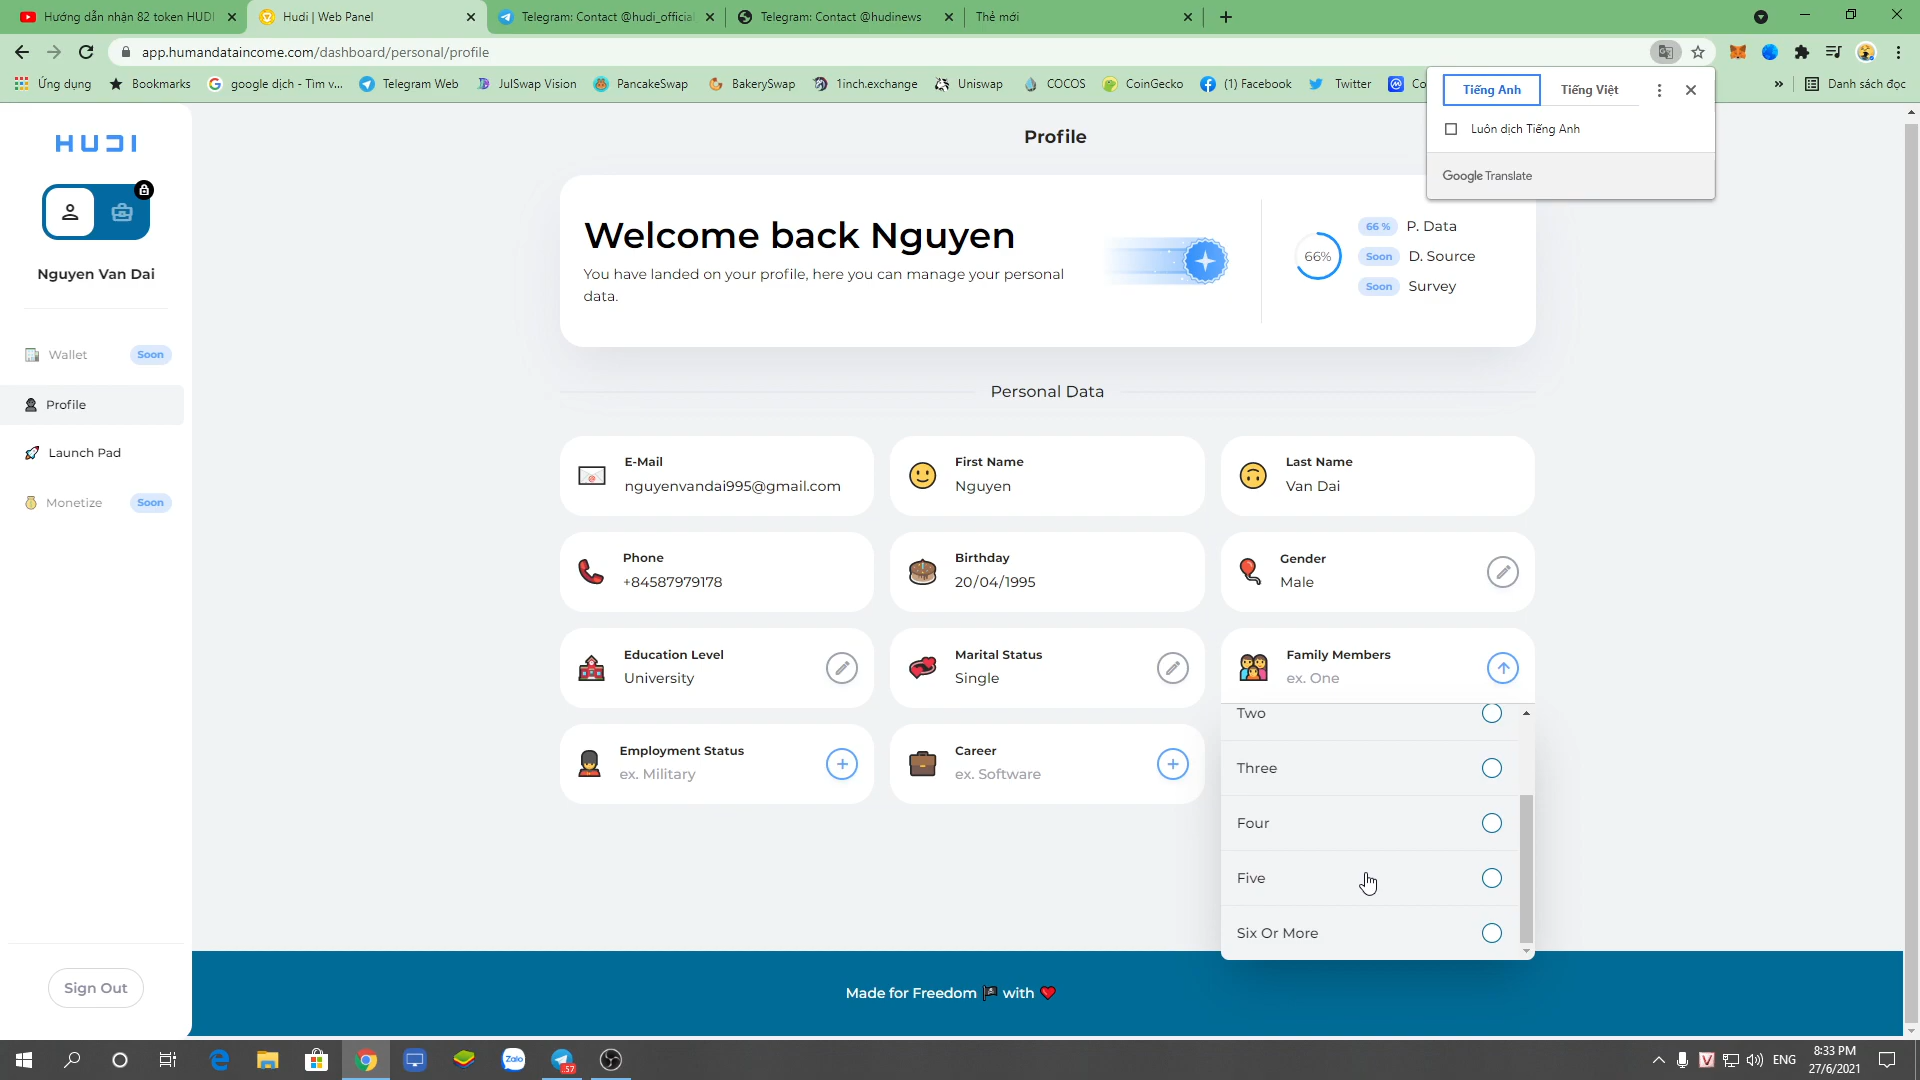 Hướng dẫn nhận 82 token HUDI
Hudi | Web Panel
Telegram: Contact @hudi_official
Telegram: Contact @hudinews
Thẻ mới
app.humandataincome.com/dashboard/personal/profile
Ứng dụng
Bookmarks
google dịch - Tìm v...
Telegram Web
JulSwap Vision
PancakeSwap
BakerySwap
1inch.exchange
Uniswap
COCOS
CoinGecko
(1) Facebook
Twitter
Co
»
Danh sách đọc
Tiếng Anh
Tiếng Việt
Luôn dịch Tiếng Anh
Google Translate
HUDI
Nguyen Van Dai
Wallet
Soon
Profile
Launch Pad
Monetize
Soon
Sign Out
Profile
Welcome back Nguyen
You have landed on your profile, here you can manage your personal
data.
66%
66 %
P. Data
Soon
D. Source
Soon
Survey
Personal Data
E-Mail
nguyenvandai995@gmail.com
First Name
Nguyen
Last Name
Van Dai
Phone
+84587979178
Birthday
20/04/1995
Gender
Male
Education Level
University
Marital Status
Single
Family Members
ex. One
Employment Status
ex. Military
Career
ex. Software
Two
Three
Four
Five
Six Or More
Made for Freedom 🏴‍☠️ with ❤️
Zalo
57
ENG
8:33 PM
27/6/2021